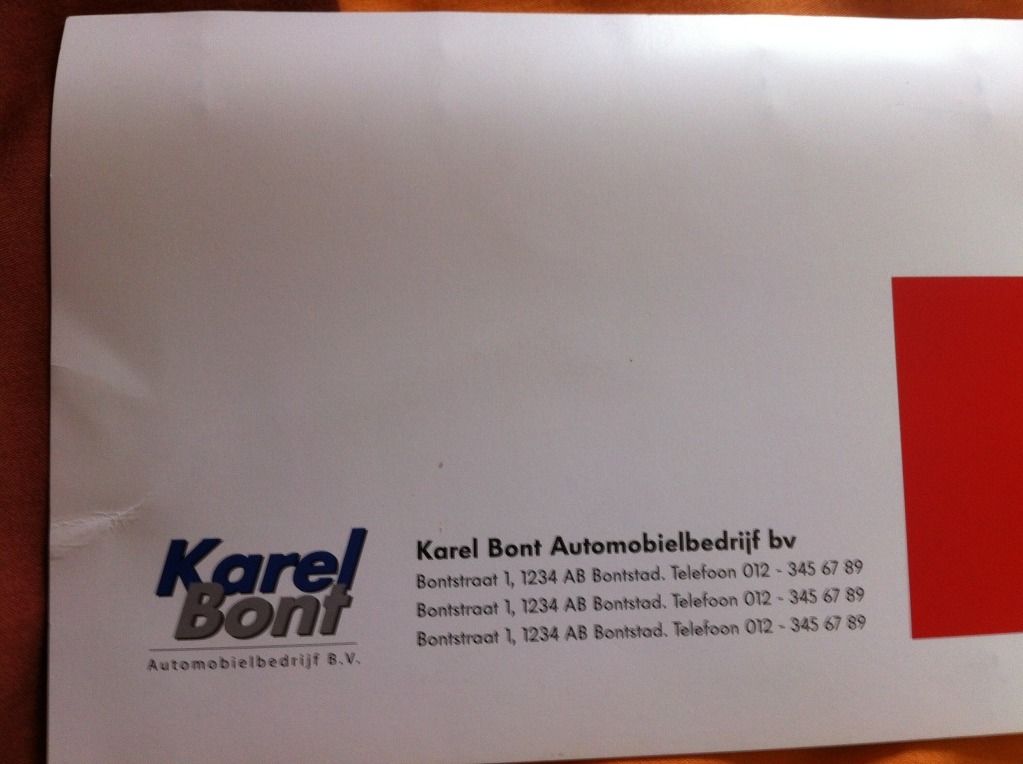 Karel
Bont
Automobielbedrijf B.V.
Karel Bont Automobielbedrijf bv
Bontstraat 1, 1234 AB Bontstad. Telefoon 012 - 345 67 89
Bontstraat 1, 1234 AB Bontstad. Telefoon 012 - 345 67 89
Bontstraat 1, 1234 AB Bontstad. Telefoon 012 - 345 67 89